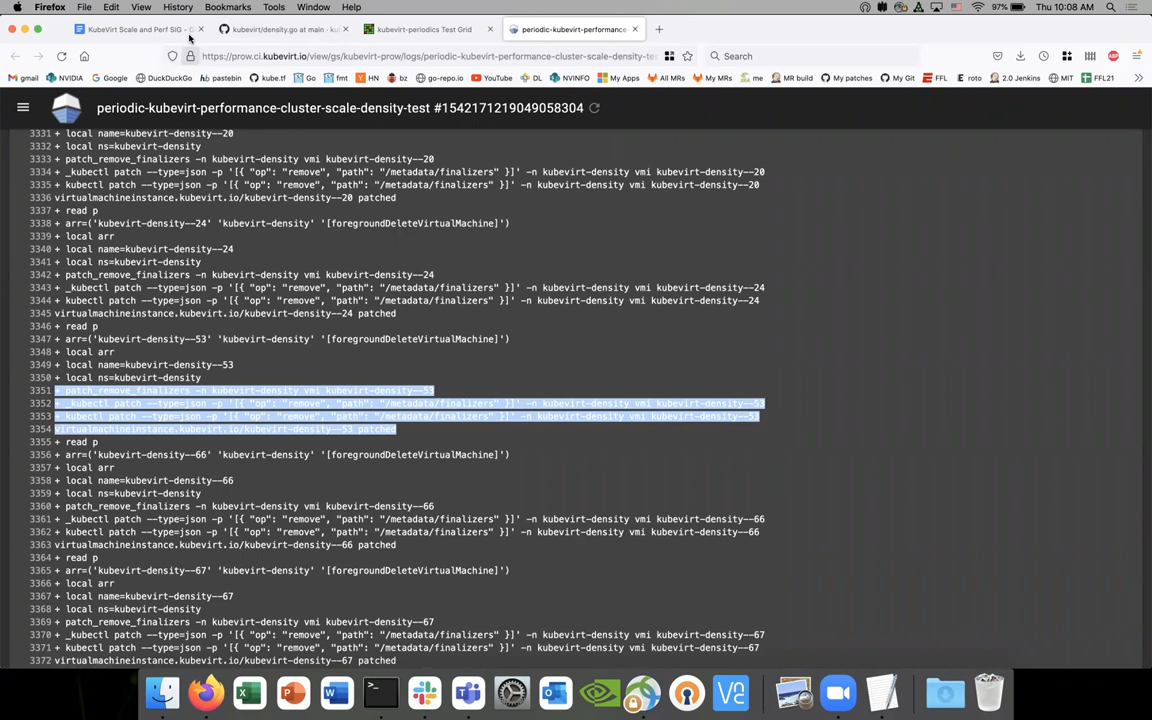 Firefox File Edit View History Bookmarks Tools Window Help 97% Thu 10:08 AM
KubeVirt Scale and Perf SIG - G kubevirt/density.go at main · ku kubevirt-periodics Test Grid periodic-kubevirt-performance-
https://prow.ci.kubevirt.io/view/gs/kubevirt-prow/logs/periodic-kubevirt-performance-cluster-scale-density-tes Search
gmail NVIDIA Google DuckDuckGo pastebin kube.tf Go fmt HN bz go-repo.io YouTube DL NVINFO My Apps All MRs My MRs me MR build My patches My Git FFL roto 2.0 Jenkins MIT FFL21
periodic-kubevirt-performance-cluster-scale-density-test #1542171219049058304
3331 + local name=kubevirt-density--20
3332 + local ns=kubevirt-density
3333 + patch_remove_finalizers -n kubevirt-density vmi kubevirt-density--20
3334 + _kubectl patch --type=json -p '[{ "op": "remove", "path": "/metadata/finalizers" }]' -n kubevirt-density vmi kubevirt-density--20
3335 + kubectl patch --type=json -p '[{ "op": "remove", "path": "/metadata/finalizers" }]' -n kubevirt-density vmi kubevirt-density--20
3336 virtualmachineinstance.kubevirt.io/kubevirt-density--20 patched
3337 + read p
3338 + arr=('kubevirt-density--24' 'kubevirt-density' '[foregroundDeleteVirtualMachine]')
3339 + local arr
3340 + local name=kubevirt-density--24
3341 + local ns=kubevirt-density
3342 + patch_remove_finalizers -n kubevirt-density vmi kubevirt-density--24
3343 + _kubectl patch --type=json -p '[{ "op": "remove", "path": "/metadata/finalizers" }]' -n kubevirt-density vmi kubevirt-density--24
3344 + kubectl patch --type=json -p '[{ "op": "remove", "path": "/metadata/finalizers" }]' -n kubevirt-density vmi kubevirt-density--24
3345 virtualmachineinstance.kubevirt.io/kubevirt-density--24 patched
3346 + read p
3347 + arr=('kubevirt-density--53' 'kubevirt-density' '[foregroundDeleteVirtualMachine]')
3348 + local arr
3349 + local name=kubevirt-density--53
3350 + local ns=kubevirt-density
3351 + patch_remove_finalizers -n kubevirt-density vmi kubevirt-density--53
3352 + _kubectl patch --type=json -p '[{ "op": "remove", "path": "/metadata/finalizers" }]' -n kubevirt-density vmi kubevirt-density--53
3353 + kubectl patch --type=json -p '[{ "op": "remove", "path": "/metadata/finalizers" }]' -n kubevirt-density vmi kubevirt-density--53
3354 virtualmachineinstance.kubevirt.io/kubevirt-density--53 patched
3355 + read p
3356 + arr=('kubevirt-density--66' 'kubevirt-density' '[foregroundDeleteVirtualMachine]')
3357 + local arr
3358 + local name=kubevirt-density--66
3359 + local ns=kubevirt-density
3360 + patch_remove_finalizers -n kubevirt-density vmi kubevirt-density--66
3361 + _kubectl patch --type=json -p '[{ "op": "remove", "path": "/metadata/finalizers" }]' -n kubevirt-density vmi kubevirt-density--66
3362 + kubectl patch --type=json -p '[{ "op": "remove", "path": "/metadata/finalizers" }]' -n kubevirt-density vmi kubevirt-density--66
3363 virtualmachineinstance.kubevirt.io/kubevirt-density--66 patched
3364 + read p
3365 + arr=('kubevirt-density--67' 'kubevirt-density' '[foregroundDeleteVirtualMachine]')
3366 + local arr
3367 + local name=kubevirt-density--67
3368 + local ns=kubevirt-density
3369 + patch_remove_finalizers -n kubevirt-density vmi kubevirt-density--67
3370 + _kubectl patch --type=json -p '[{ "op": "remove", "path": "/metadata/finalizers" }]' -n kubevirt-density vmi kubevirt-density--67
3371 + kubectl patch --type=json -p '[{ "op": "remove", "path": "/metadata/finalizers" }]' -n kubevirt-density vmi kubevirt-density--67
3372 virtualmachineinstance.kubevirt.io/kubevirt-density--67 patched